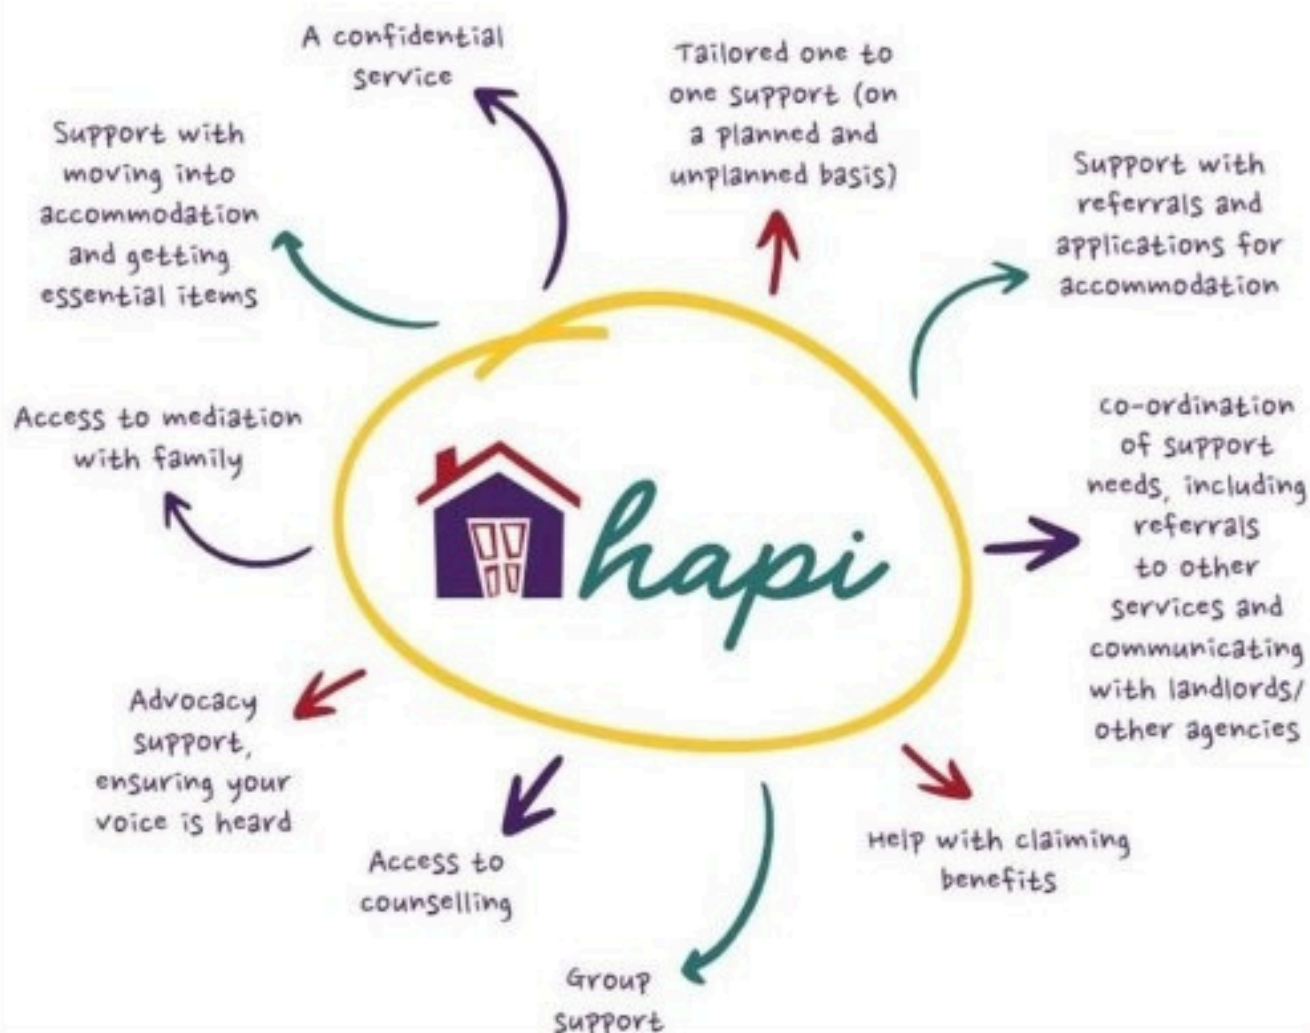 A confidential
service
Tailored one to
one support (on
a planned and
unplanned basis)
Support with
referrals and
applications for
accommodation
co-ordination
of support
needs, including
referrals
to other
services and
communicating
with landlords/
other agencies
Help with claiming
benefits
Group
support
Access to
counselling
Advocacy
support,
ensuring your
voice is heard
Access to mediation
with family
Support with
moving into
accommodation
and getting
essential items
hapi